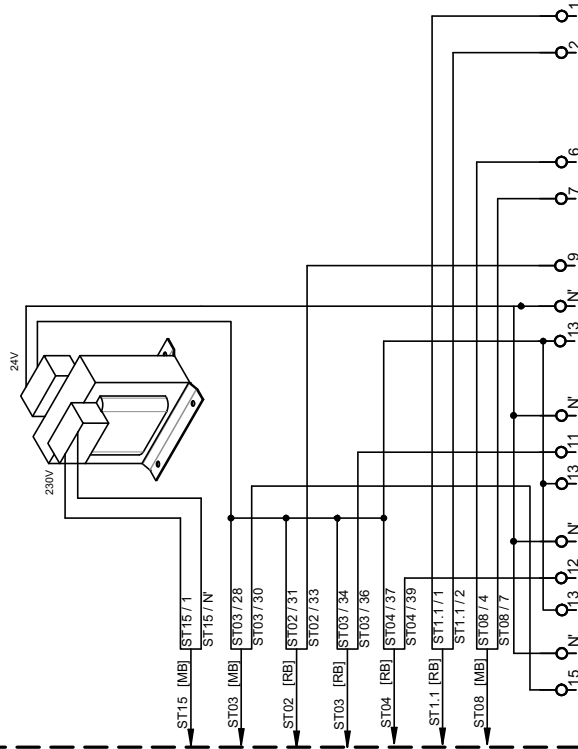 24V
230V
ST15 / 1
ST15 / N'
ST15 [MB]
ST03 / 28
ST03 / 30
ST03 [MB]
ST02 / 31
ST02 / 33
ST02 [RB]
ST03 / 34
ST03 / 36
ST03 [RB]
ST04 / 37
ST04 / 39
ST04 [RB]
ST1.1 / 1
ST1.1 / 2
ST1.1 [RB]
ST08 / 4
ST08 / 7
ST08 [MB]
1
2
6
7
9
N'
13
N'
11
13
N'
12
13
N'
15